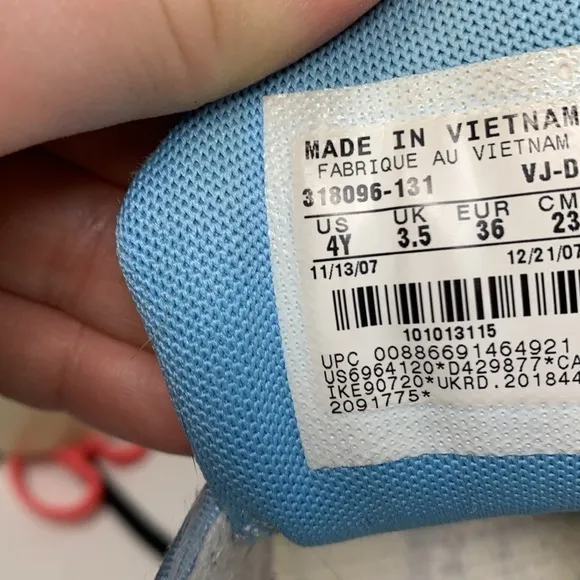 MADE IN VIETNAM
FABRIQUE AU VIETNAM
318096-131 VJ-D
US UK EUR CM
4Y 3.5 36 23
11/13/07 12/21/07
101013115
UPC 00886691464921
US6964120*D429877*CA
IKE90720*UKRD.201844
2091775*